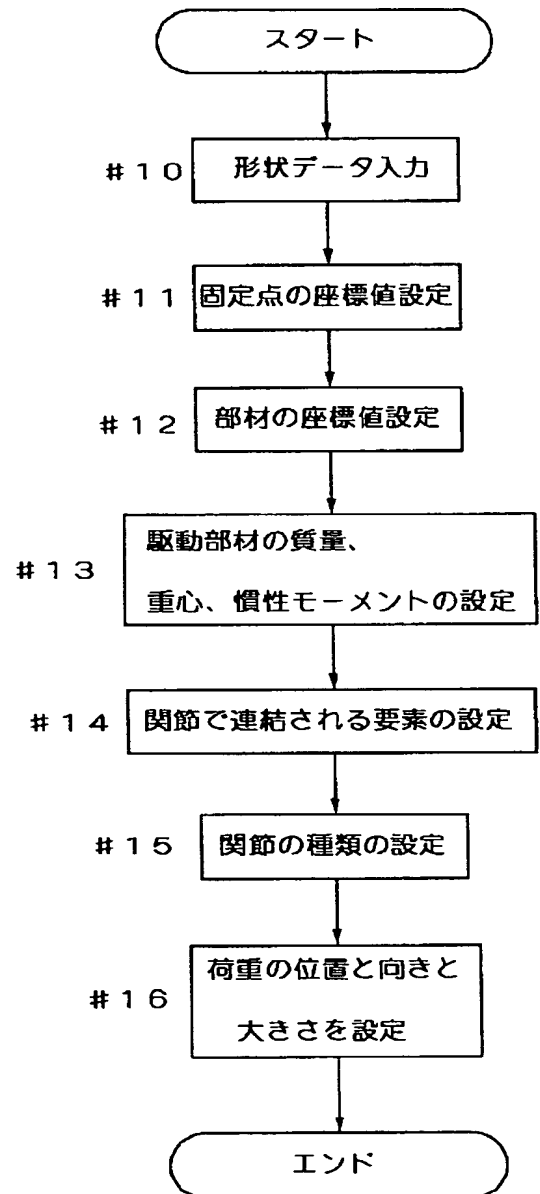 スタート
#10 形状データ入力
#11 固定点の座標値設定
#12 部材の座標値設定
#13
駆動部材の質量、
重心、慣性モーメントの設定
#14 関節で連結される要素の設定
#15 関節の種類の設定
#16
荷重の位置と向きと
大きさを設定
エンド